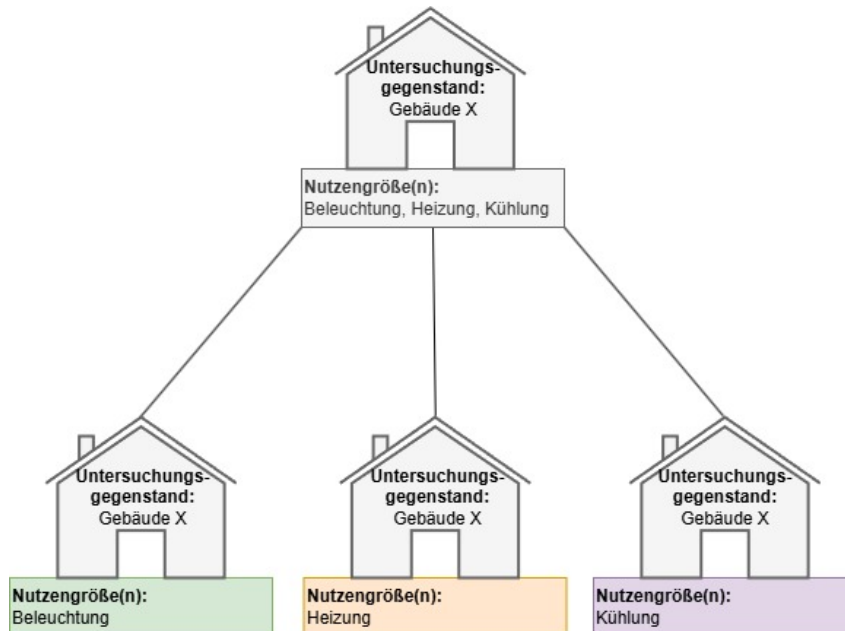 Untersuchungs-
gegenstand:
Gebäude X
Nutzengröße(n):
Beleuchtung, Heizung, Kühlung
Untersuchungs-
gegenstand:
Gebäude X
Nutzengröße(n):
Beleuchtung
Untersuchungs-
gegenstand:
Gebäude X
Nutzengröße(n):
Heizung
Untersuchungs-
gegenstand:
Gebäude X
Nutzengröße(n):
Kühlung